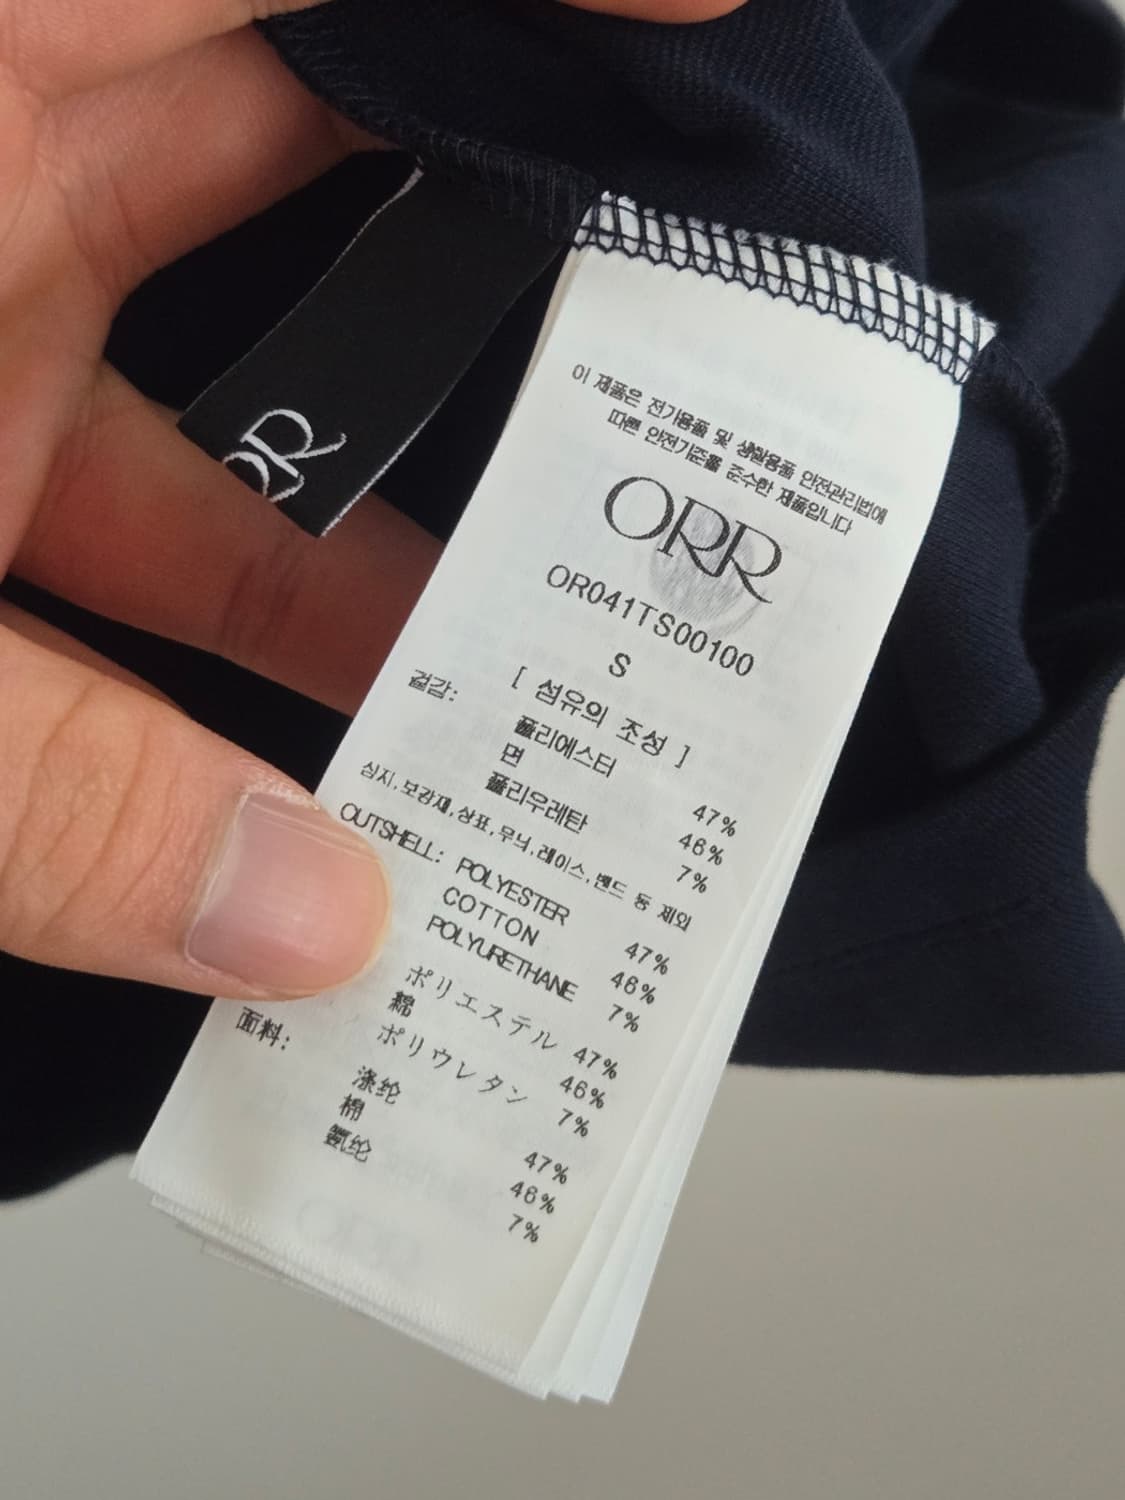 이 제품은 전기용품 및 생활용품 안전관리법에
따른 안전기준을 준수한 제품입니다
ORR
OR041TS00100
S
[ 섬유의 조성 ]
겉감:
폴리에스터 47%
면 46%
폴리우레탄 7%
심지,보강재,상표,무늬,레이스,밴드 등 제외
OUTSHELL: POLYESTER 47%
COTTON 46%
POLYURETHANE 7%
ポリエステル 47%
綿 46%
ポリウレタン 7%
面料:
涤纶 47%
棉 46%
氨纶 7%